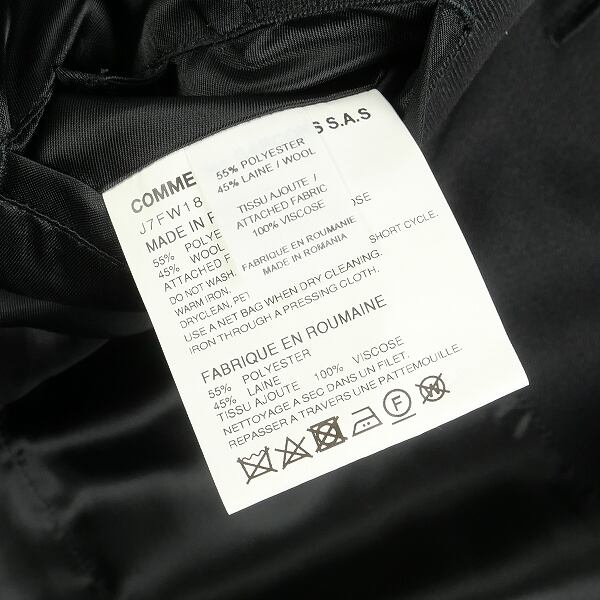 COMME S S.A.S
J7FW18
55% POLYESTER
45% LAINE / WOOL
TISSU AJOUTE /
ATTACHED FABRIC
100% VISCOSE
FABRIQUE EN ROUMANIE
MADE IN ROMANIA
MADE IN R
55% POLYE
45% WOOL OSE
ATTACHED F
DO NOT WASH. SHORT CYCLE.
WARM IRON.
DRYCLEAN, PET
USE A NET BAG WHEN DRY CLEANING.
IRON THROUGH A PRESSING CLOTH.
FABRIQUE EN ROUMAINE
55% POLYESTER
45% LAINE
TISSU AJOUTE 100% VISCOSE
NETTOYAGE A SEC DANS UN FILET.
REPASSER A TRAVERS UNE PATTEMOUILLE.
F W